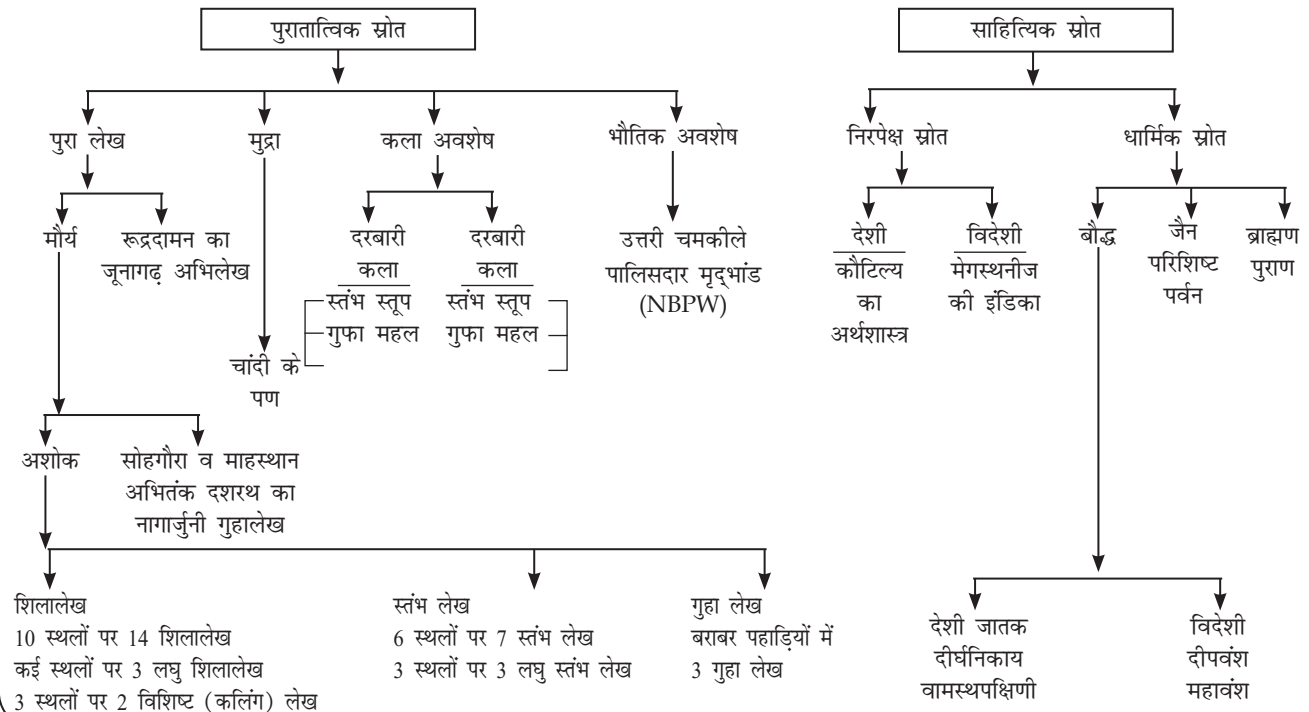 पुरातात्विक स्रोत
साहित्यिक स्रोत
पुरा लेख
मुद्रा
कला अवशेष
भौतिक अवशेष
निरपेक्ष स्रोत
धार्मिक स्रोत
मौर्य
रूद्रदामन का
जूनागढ़ अभिलेख
दरबारी
कला
स्तंभ स्तूप
गुफा महल
दरबारी
कला
स्तंभ स्तूप
गुफा महल
उत्तरी चमकीले
पालिसदार मृद्भांड
(NBPW)
देशी
कौटिल्य
का
अर्थशास्त्र
विदेशी
मेगस्थनीज
की इंडिका
बौद्ध
जैन
परिशिष्ट
पर्वन
ब्राह्मण
पुराण
चांदी के
पण
अशोक
सोहगौरा व माहस्थान
अभितंक दशरथ का
नागार्जुनी गुहालेख
शिलालेख
10 स्थलों पर 14 शिलालेख
कई स्थलों पर 3 लघु शिलालेख
3 स्थलों पर 2 विशिष्ट (कलिंग) लेख
स्तंभ लेख
6 स्थलों पर 7 स्तंभ लेख
3 स्थलों पर 3 लघु स्तंभ लेख
गुहा लेख
बराबर पहाड़ियों में
3 गुहा लेख
देशी जातक
दीर्घनिकाय
वामस्थपक्षिणी
विदेशी
दीपवंश
महावंश